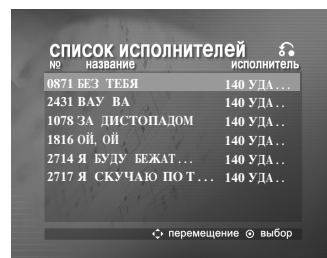 список исполнителей
№ название исполнитель
0871 БЕЗ ТЕБЯ 140 УДА...
2431 ВАУ ВА 140 УДА..
1078 ЗА ДИСТОПАДОМ 140 УДА..
1816 ОЙ, ОЙ 140 УДА..
2714 Я БУДУ БЕЖАТ... 140 УДА..
2717 Я СКУЧАЮ ПО Т... 140 УДА..
перемещение выбор